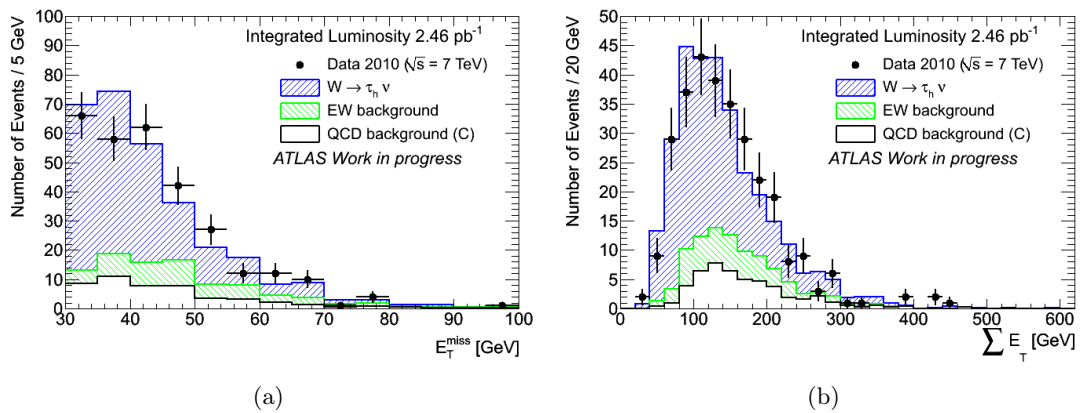 Number of Events / 5 GeV
100
90
80
70
60
50
40
30
20
10
0
Integrated Luminosity 2.46 pb⁻¹
Data 2010 (√s = 7 TeV)
W → τₕ ν
EW background
QCD background (C)
ATLAS Work in progress
30 40 50 60 70 80 90 100
E_T^miss [GeV]
(a)
Number of Events / 20 GeV
50
45
40
35
30
25
20
15
10
5
0
Integrated Luminosity 2.46 pb⁻¹
Data 2010 (√s = 7 TeV)
W → τₕ ν
EW background
QCD background (C)
ATLAS Work in progress
0 100 200 300 400 500 600
∑ E_T [GeV]
(b)